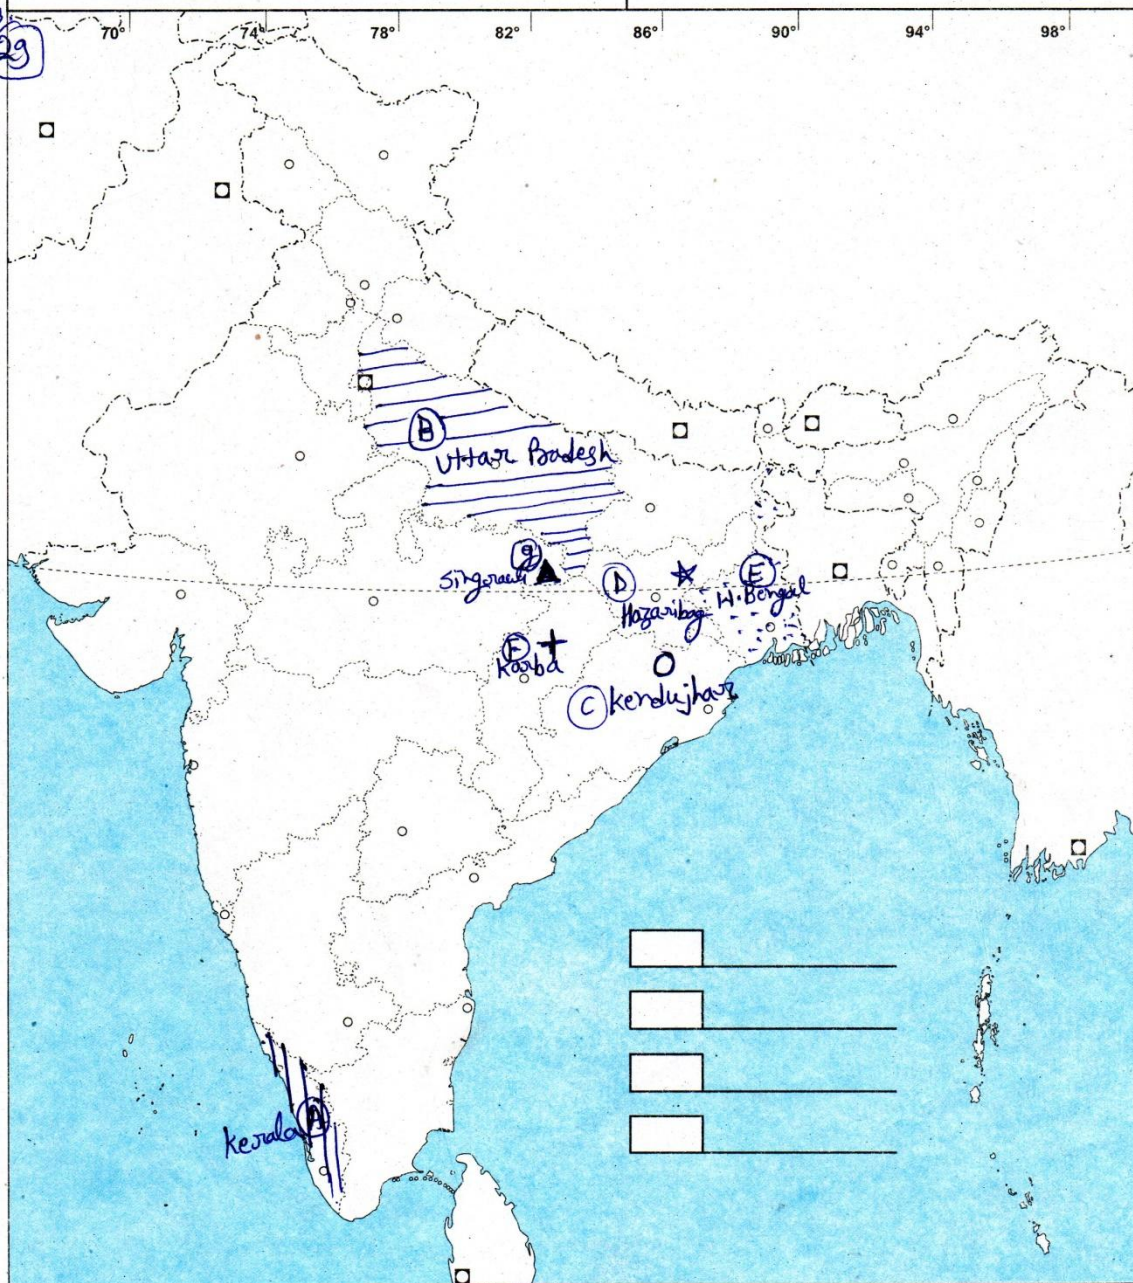 29
70° 74° 78° 82° 86° 90° 94° 98°
B
Uttar Pradesh
g
Singrauli
D
Hazaribag
E
W.Bengal
F
Korba
C Kendujhar
A
Kerala